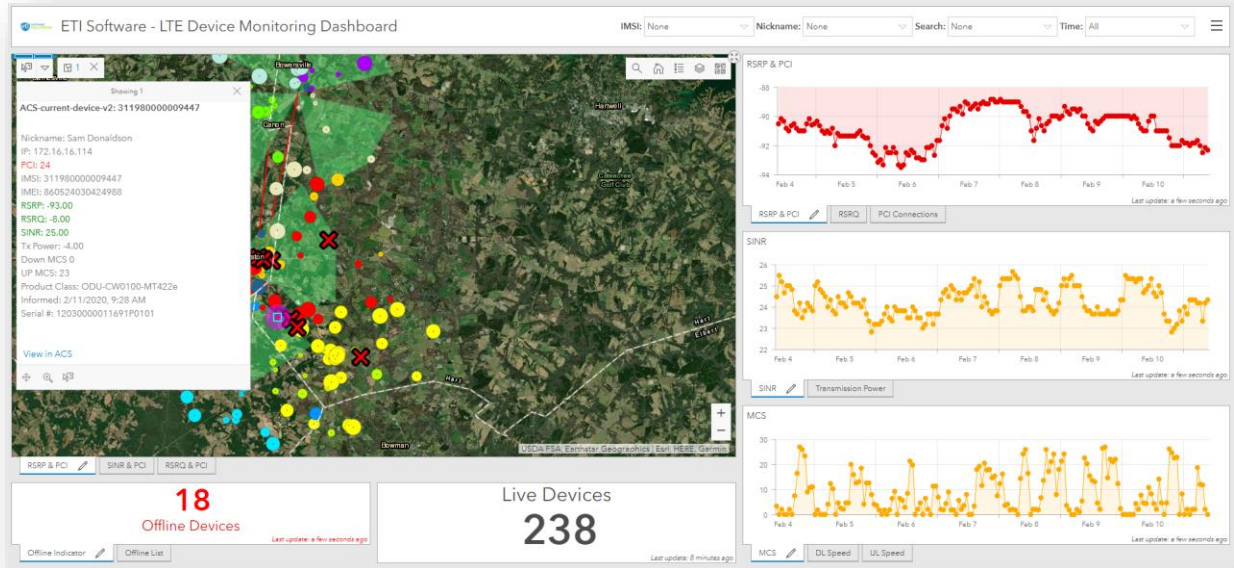 ETI Software - LTE Device Monitoring Dashboard
IMSI: None
Nickname: None
Search: None
Time: All
1
Showing 1
ACS-current-device-v2: 311980000009447
Nickname: Sam Donaldson
IP: 172.16.16.114
PCI: 24
IMSI: 311980000009447
IMEI: 860524030424988
RSRP: -93.00
RSRQ: -8.00
SINR: 25.00
Tx Power: -4.00
Down MCS 0
UP MCS: 23
Product Class: ODU-CW0100-MT422e
Informed: 2/11/2020, 9:28 AM
Serial #: 12030000011691P0101
View in ACS
Bowersville
Hartwell
Canon
Cateechee
Golf Club
Hart
Elbert
Hart
Bowman
USDA FSA, Earthstar Geographics | Esri, HERE, Garmin
RSRP & PCI
SINR & PCI
RSRQ & PCI
18
Offline Devices
Last update: a few seconds ago
Offline Indicator
Offline List
Live Devices
238
Last update: 8 minutes ago
RSRP & PCI
-88
-90
-92
-94
Feb 4 Feb 5 Feb 6 Feb 7 Feb 8 Feb 9 Feb 10
Last update: a few seconds ago
RSRP & PCI
RSRQ
PCI Connections
SINR
26
25
24
23
22
Feb 4 Feb 5 Feb 6 Feb 7 Feb 8 Feb 9 Feb 10
Last update: a few seconds ago
SINR
Transmission Power
MCS
30
20
10
0
Feb 4 Feb 5 Feb 6 Feb 7 Feb 8 Feb 9 Feb 10
Last update: a few seconds ago
MCS
DL Speed
UL Speed